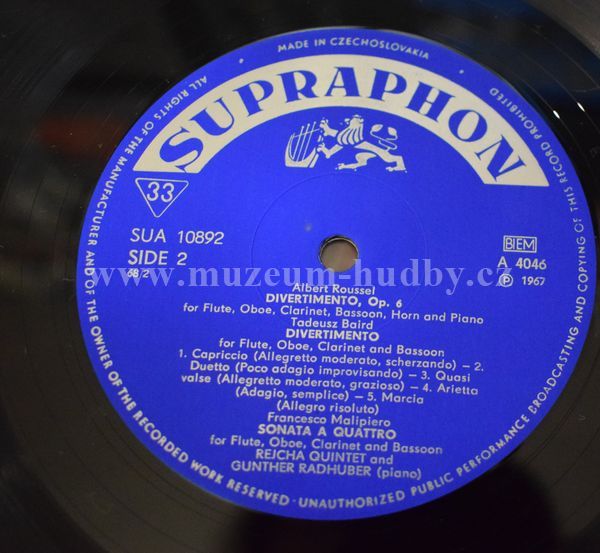 MADE IN CZECHOSLOVAKIA
ALL RIGHTS OF THE MANUFACTURER AND OF THE OWNER OF THE RECORDED WORK RESERVED - UNAUTHORIZED PUBLIC PERFORMANCE BROADCASTING AND COPYING OF THIS RECORD PROHIBITED
SUPRAPHON
33
SUA 10892
SIDE 2
68 2
BIEM
A 4046
℗ 1967
www.muzeum-hudby.cz
Albert Roussel
DIVERTIMENTO, Op. 6
for Flute, Oboe, Clarinet, Bassoon, Horn and Piano
Tadeusz Baird
DIVERTIMENTO
for Flute, Oboe, Clarinet and Bassoon
1. Capriccio (Allegretto moderato, scherzando) — 2.
Duetto (Poco adagio improvisando) — 3. Quasi
valse (Allegretto moderato, grazioso) — 4. Arietta
(Adagio, semplice) — 5. Marcia
(Allegro risoluto)
Francesco Malipiero
SONATA A QUATTRO
for Flute, Oboe, Clarinet and Bassoon
REJCHA QUINTET and
GUNTHER RADHUBER (piano)